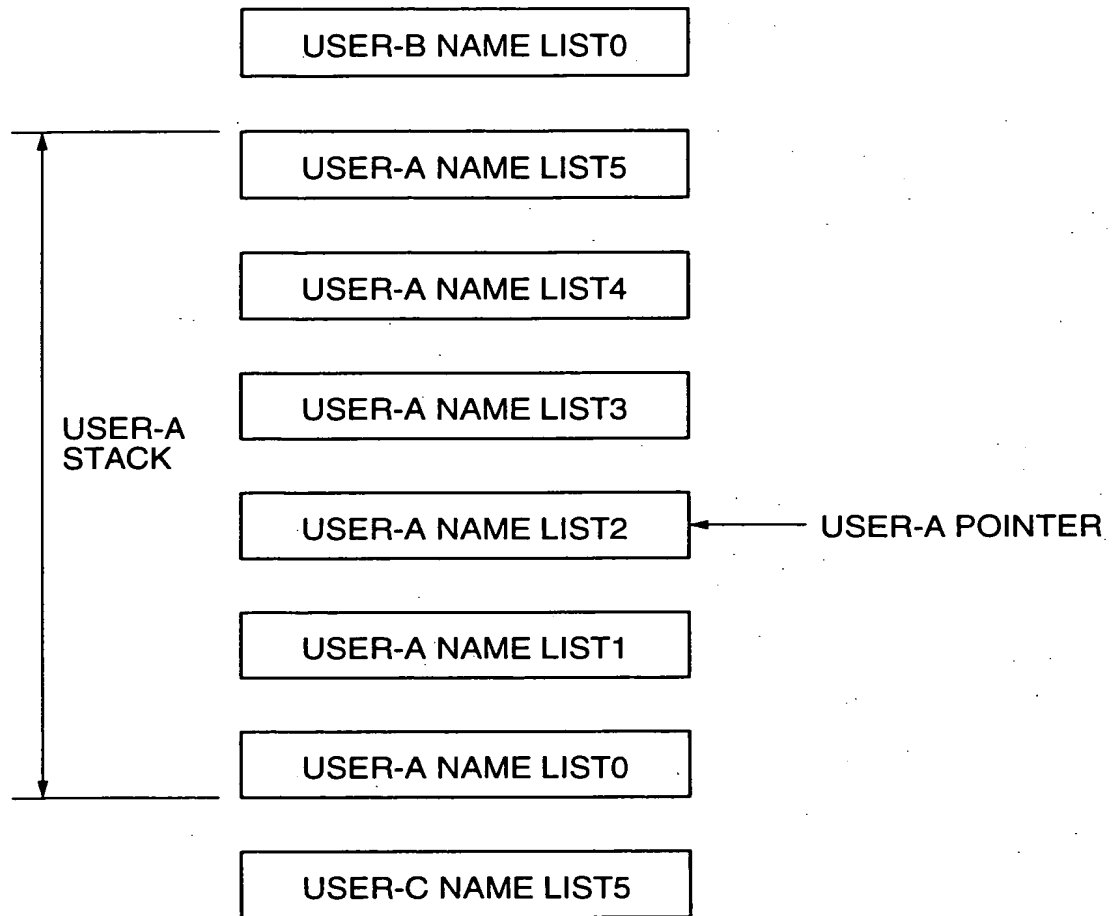 USER-B NAME LIST0
USER-A NAME LIST5
USER-A NAME LIST4
USER-A NAME LIST3
USER-A
STACK
USER-A NAME LIST2
USER-A POINTER
USER-A NAME LIST1
USER-A NAME LIST0
USER-C NAME LIST5